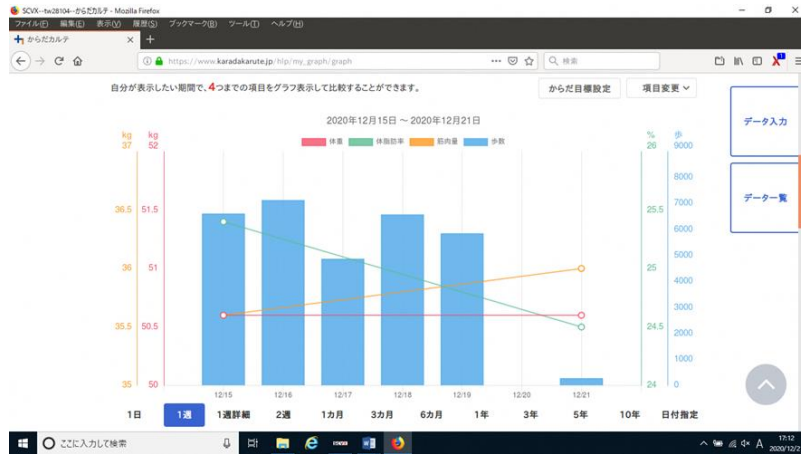 SCVX--tw28104--からだカルテ - Mozilla Firefox
ファイル(F) 編集(E) 表示(V) 履歴(S) ブックマーク(B) ツール(T) ヘルプ(H)
からだカルテ × +
https://www.karadakarute.jp/hlp/my_graph/graph
検索
自分が表示したい期間で、4つまでの項目をグラフ表示して比較することができます。
からだ目標設定 項目変更
データ入力
データ一覧
2020年12月15日 ~ 2020年12月21日
体重 体脂肪率 筋肉量 歩数
kg kg % 歩
37 52 26 9000
8000
36.5 51.5 25.5 7000
6000
36 51 25 5000
4000
3000
35.5 50.5 24.5 2000
1000
35 50 24 0
12/15 12/16 12/17 12/18 12/19 12/20 12/21
1日 1週 1週詳細 2週 1カ月 3カ月 6カ月 1年 3年 5年 10年 日付指定
ここに入力して検索
A 17:12